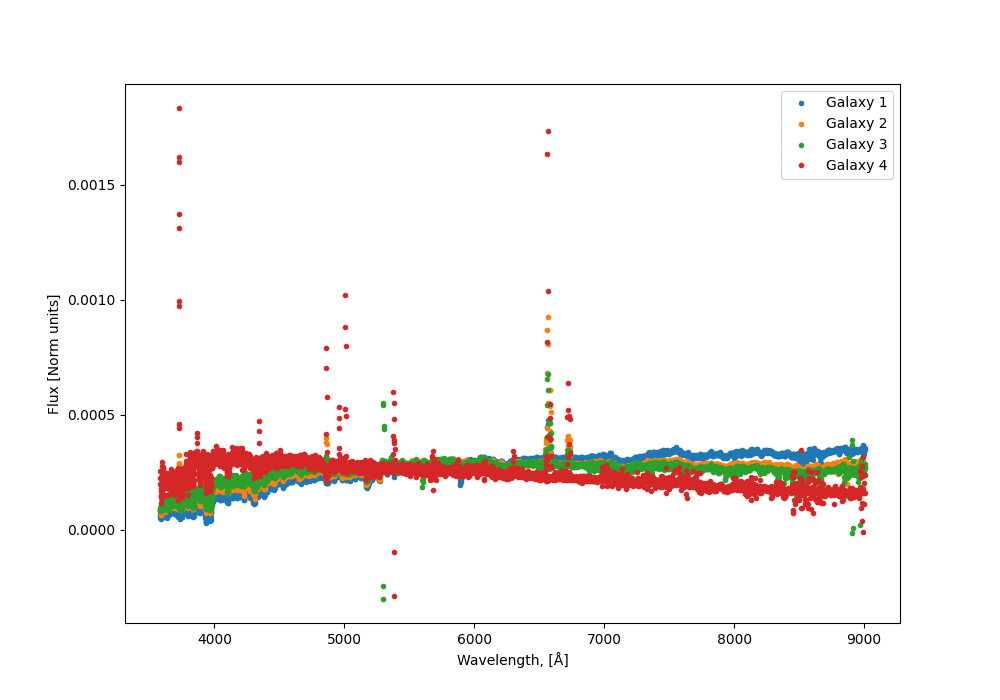 Galaxy 1
Galaxy 2
Galaxy 3
Galaxy 4
0.0015
0.0010
0.0005
0.0000
Flux [Norm units]
4000 5000 6000 7000 8000 9000
Wavelength, [Å]